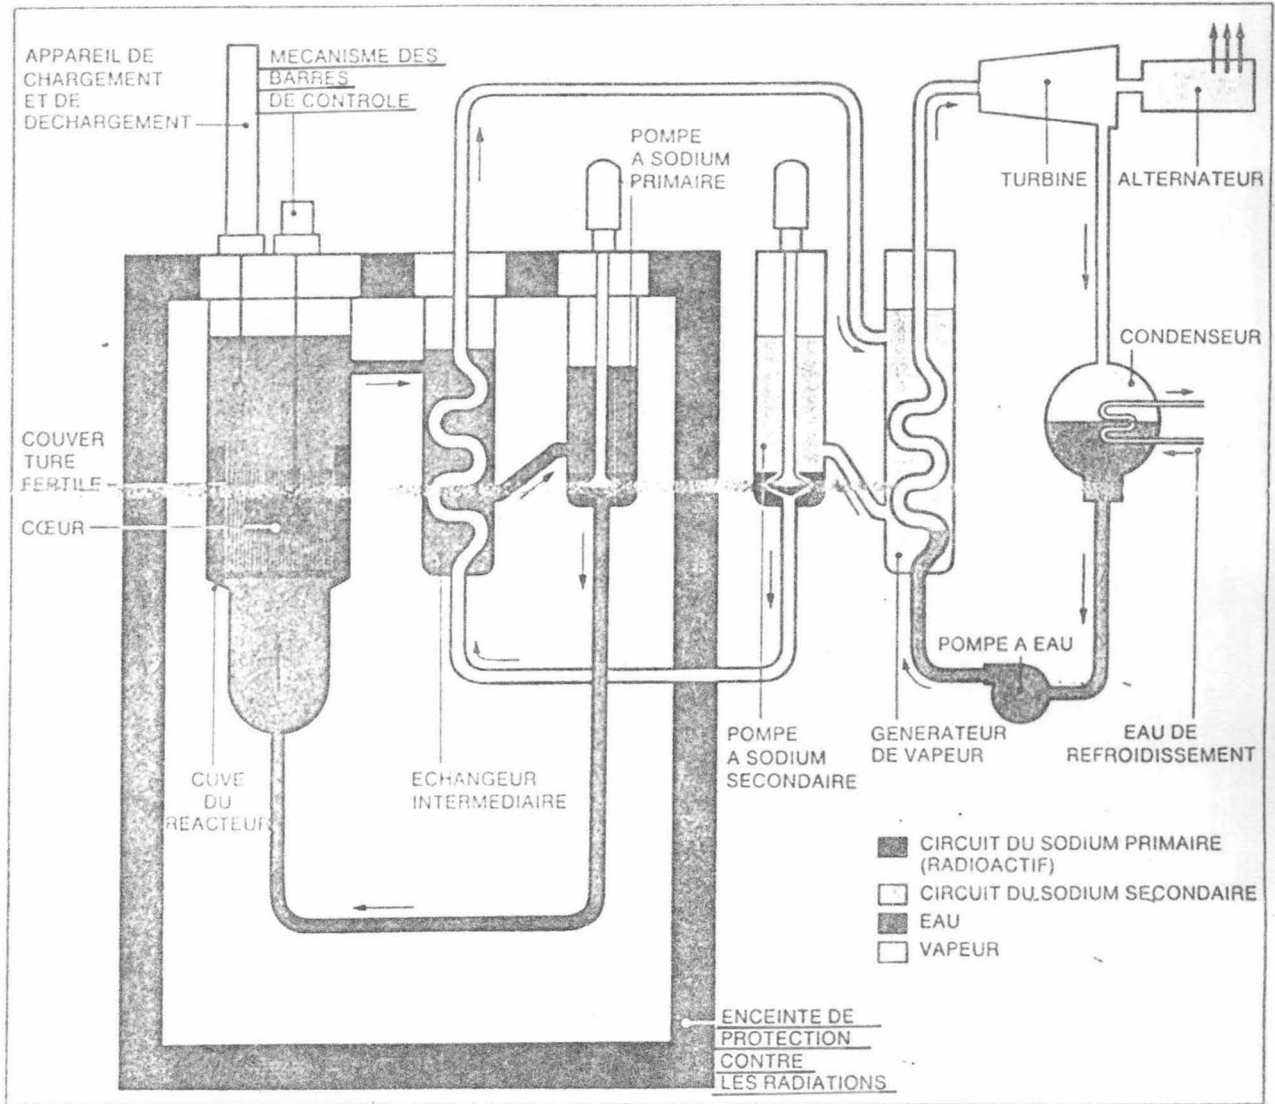 APPAREIL DE
CHARGEMENT
ET DE
DECHARGEMENT
MECANISME DES
BARRES
DE CONTROLE
POMPE
A SODIUM
PRIMAIRE
TURBINE
ALTERNATEUR
CONDENSEUR
COUVER
TURE
FERTILE
CŒUR
POMPE A EAU
CUVE
DU
REACTEUR
ECHANGEUR
INTERMEDIAIRE
POMPE
A SODIUM
SECONDAIRE
GENERATEUR
DE VAPEUR
EAU DE
REFROIDISSEMENT
CIRCUIT DU SODIUM PRIMAIRE
(RADIOACTIF)
CIRCUIT DU SODIUM SECONDAIRE
EAU
VAPEUR
ENCEINTE DE
PROTECTION
CONTRE
LES RADIATIONS